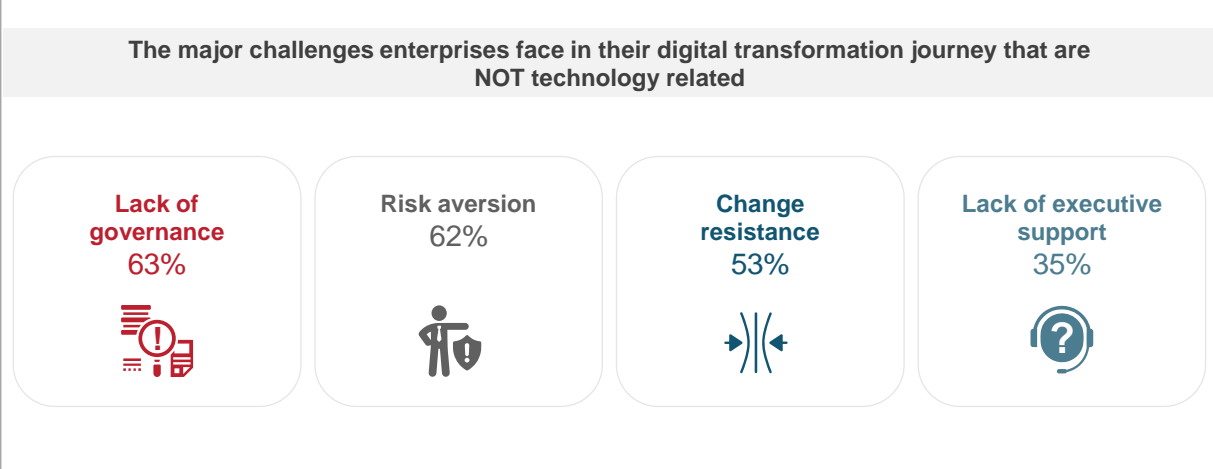 The major challenges enterprises face in their digital transformation journey that are
NOT technology related
Lack of
governance
63%
Risk aversion
62%
Change
resistance
53%
Lack of executive
support
35%